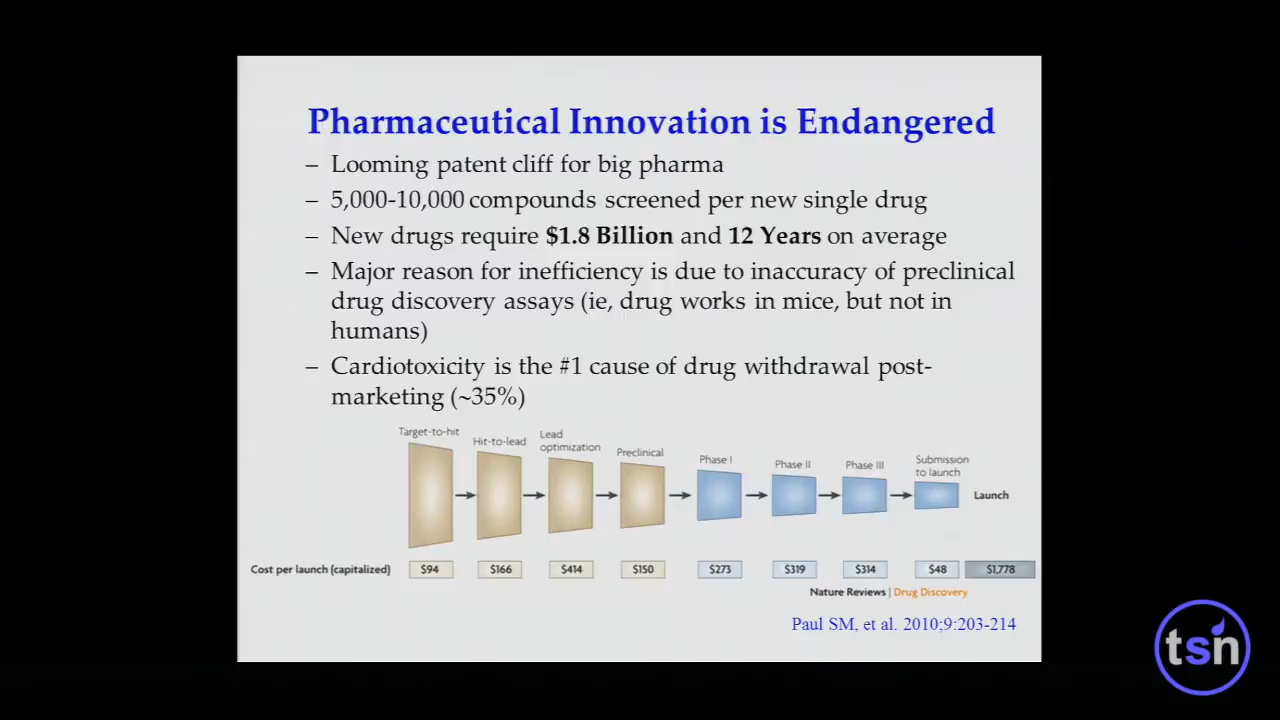 Pharmaceutical Innovation is Endangered
– Looming patent cliff for big pharma
– 5,000-10,000 compounds screened per new single drug
– New drugs require $1.8 Billion and 12 Years on average
– Major reason for inefficiency is due to inaccuracy of preclinical
drug discovery assays (ie, drug works in mice, but not in
humans)
– Cardiotoxicity is the #1 cause of drug withdrawal post-
marketing (~35%)
Target-to-hit
Hit-to-lead
Lead
optimization
Preclinical
Phase I
Phase II
Phase III
Submission
to launch
Launch
Cost per launch (capitalized) $94 $166 $414 $150 $273 $319 $314 $48 $1,778
Nature Reviews | Drug Discovery
Paul SM, et al. 2010;9:203-214
tsn